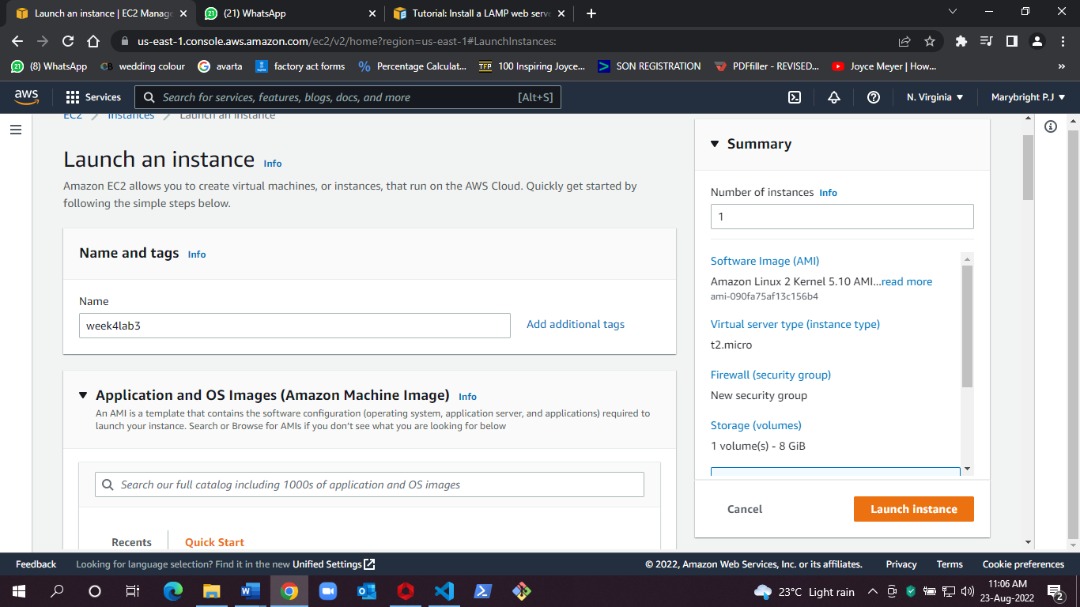 Launch an instance | EC2 Manage
(21) WhatsApp
Tutorial: Install a LAMP web serve
us-east-1.console.aws.amazon.com/ec2/v2/home?region=us-east-1#LaunchInstances:
(8) WhatsApp
wedding colour
avarta
factory act forms
Percentage Calculat...
100 Inspiring Joyce...
SON REGISTRATION
PDFfiller - REVISED...
Joyce Meyer | How...
aws
Services
Search for services, features, blogs, docs, and more
[Alt+S]
N. Virginia
Marybright P.J
EC2
Instances
Launch an instance
Launch an instance Info
Amazon EC2 allows you to create virtual machines, or instances, that run on the AWS Cloud. Quickly get started by
following the simple steps below.
Name and tags Info
Name
week4lab3
Add additional tags
Application and OS Images (Amazon Machine Image) Info
An AMI is a template that contains the software configuration (operating system, application server, and applications) required to
launch your instance. Search or Browse for AMIs if you don't see what you are looking for below
Search our full catalog including 1000s of application and OS images
Recents
Quick Start
Summary
Number of instances Info
1
Software Image (AMI)
Amazon Linux 2 Kernel 5.10 AMI...read more
ami-090fa75af13c156b4
Virtual server type (instance type)
t2.micro
Firewall (security group)
New security group
Storage (volumes)
1 volume(s) - 8 GiB
Cancel
Launch instance
Feedback
Looking for language selection? Find it in the new Unified Settings
© 2022, Amazon Web Services, Inc. or its affiliates.
Privacy
Terms
Cookie preferences
23°C Light rain
11:06 AM
23-Aug-2022
2